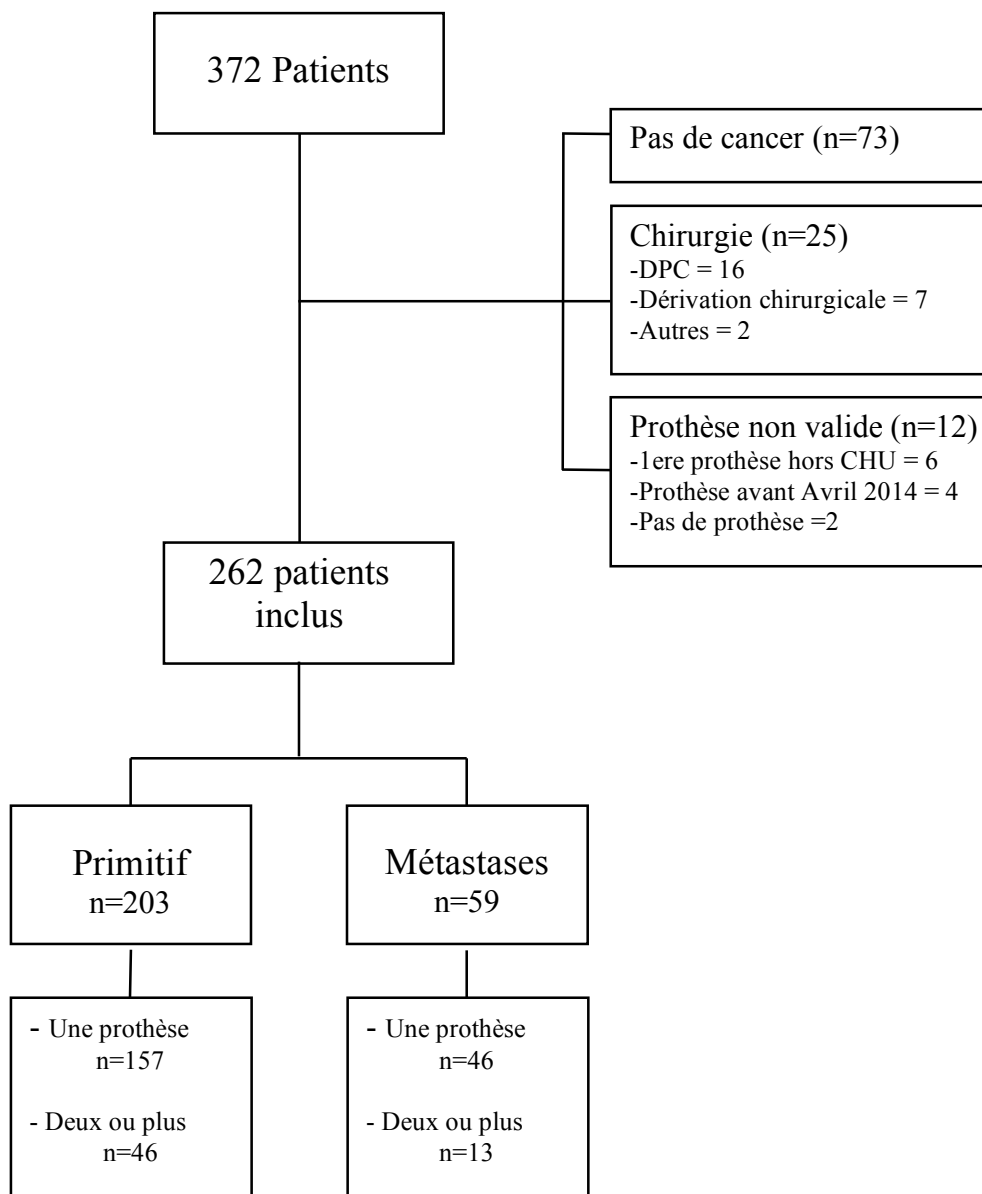 372 Patients
Pas de cancer (n=73)
Chirurgie (n=25)
-DPC = 16
-Dérivation chirurgicale = 7
-Autres = 2
Prothèse non valide (n=12)
-1ere prothèse hors CHU = 6
-Prothèse avant Avril 2014 = 4
-Pas de prothèse =2
262 patients
inclus
Primitif
n=203
Métastases
n=59
- Une prothèse
n=157
- Deux ou plus
n=46
- Une prothèse
n=46
- Deux ou plus
n=13